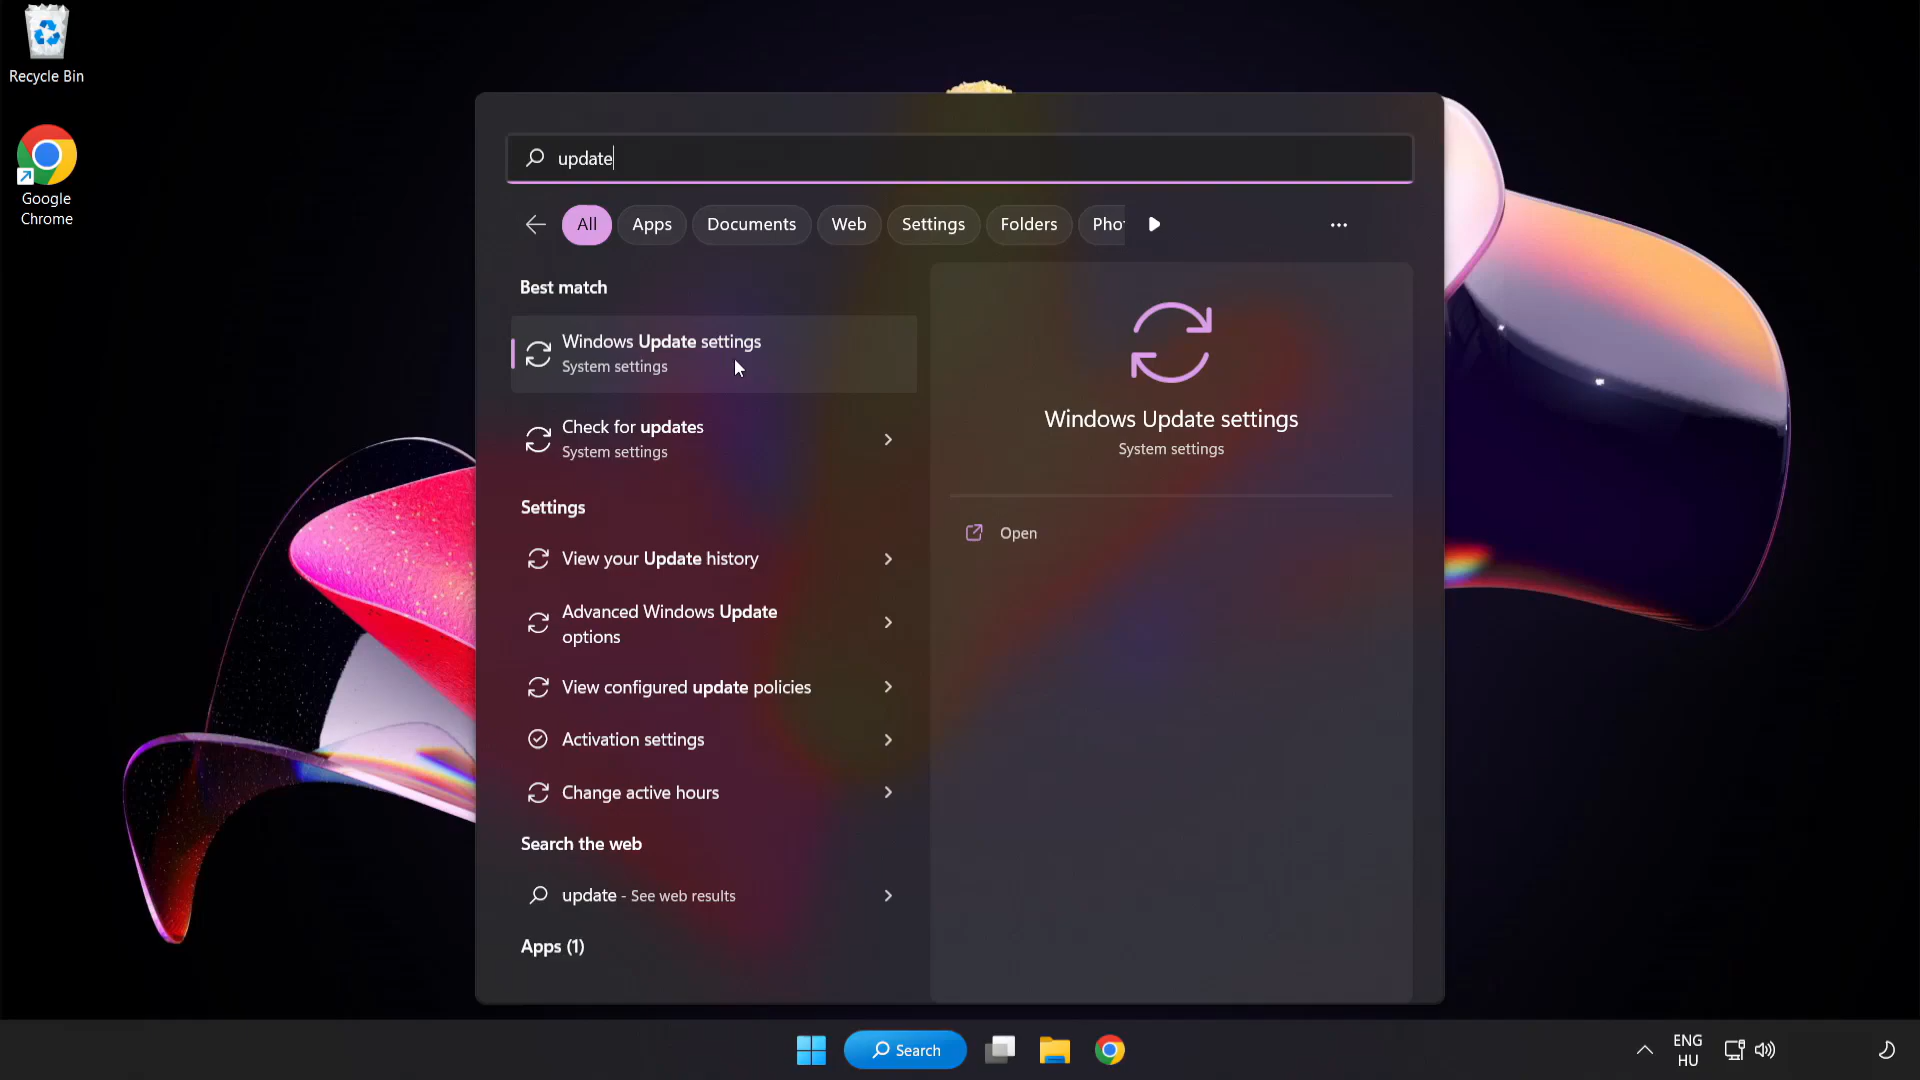 Recycle Bin
Google
Chrome
update
All
Apps
Documents
Web
Settings
Folders
Pho
Best match
Windows Update settings
System settings
Check for updates
System settings
Settings
View your Update history
Advanced Windows Update
options
View configured update policies
Activation settings
Change active hours
Search the web
update - See web results
Apps (1)
Windows Update settings
System settings
Open
Search
ENG
HU